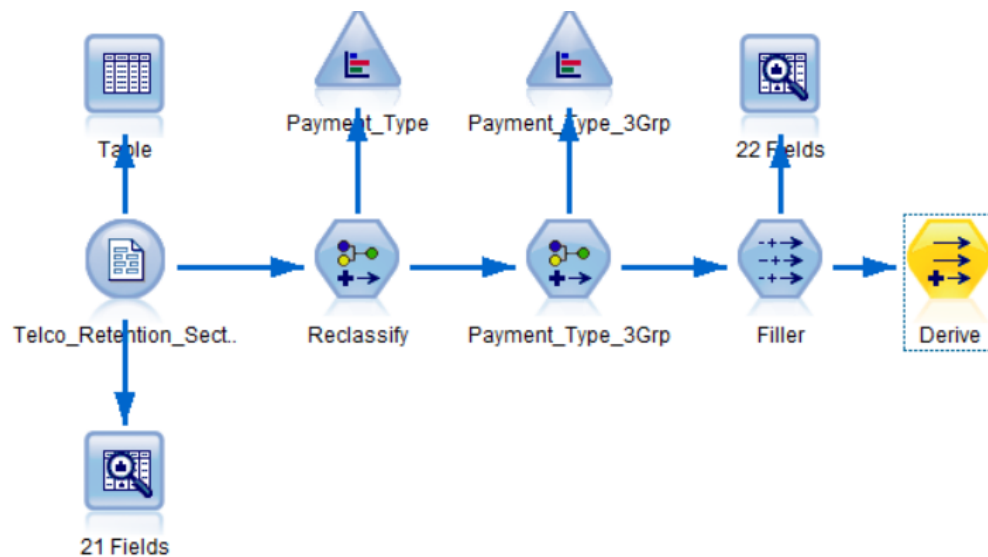 Table
Payment_Type
Payment_Type_3Grp
22 Fields
Telco_Retention_Sect..
Reclassify
Payment_Type_3Grp
Filler
Derive
21 Fields